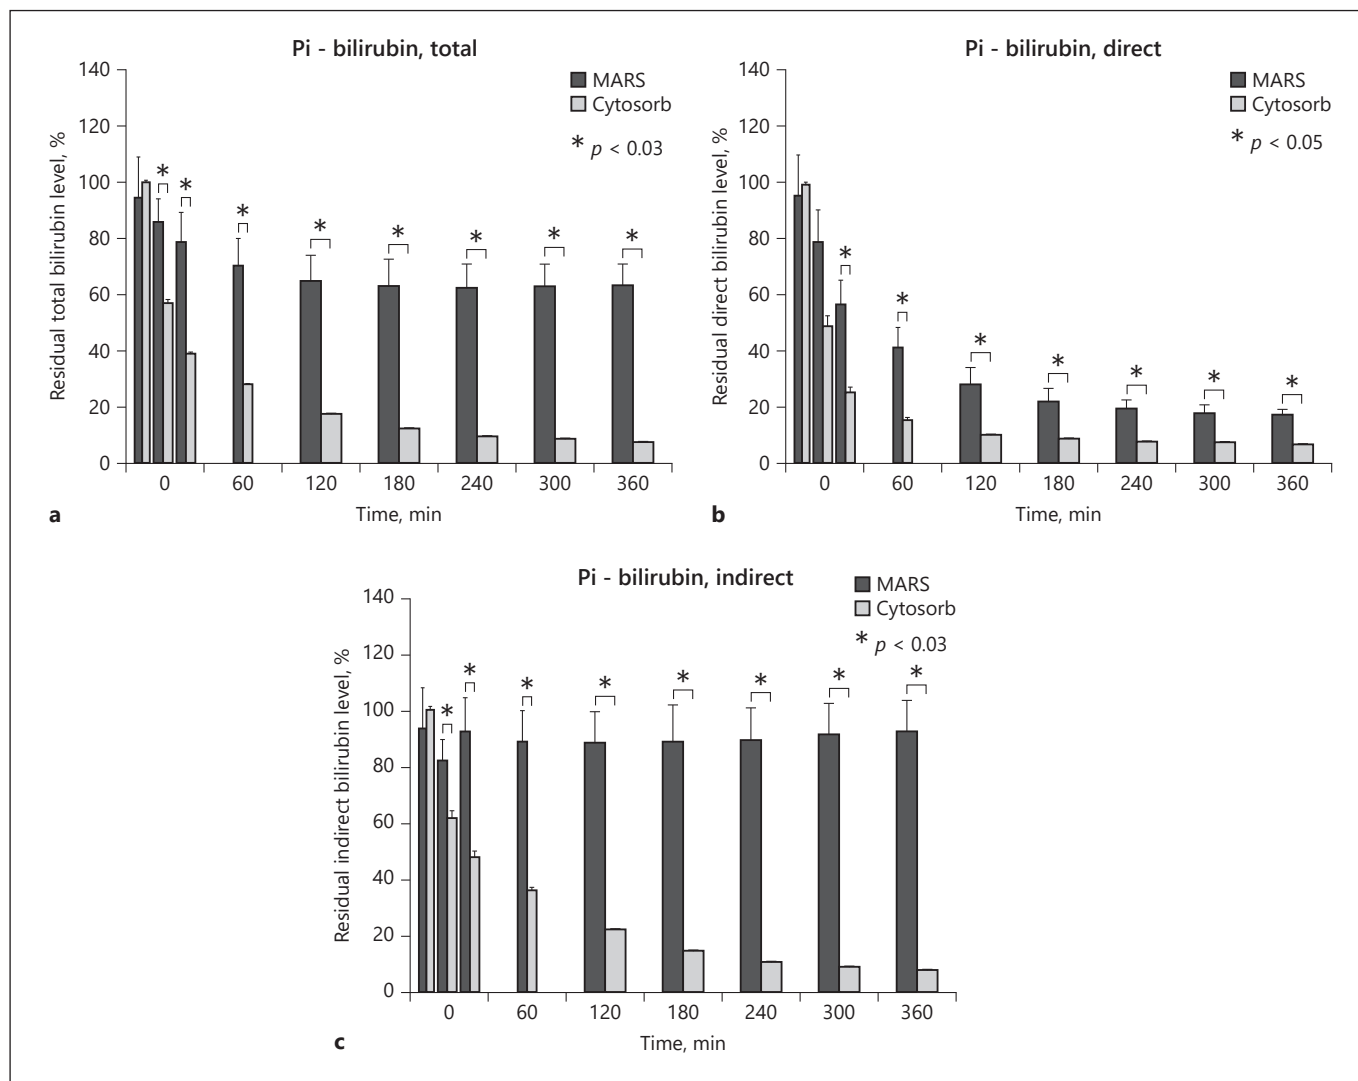 Pi - bilirubin, total
MARS
Cytosorb
* p < 0.03
Residual total bilirubin level, %
140
120
100
80
60
40
20
0
* * * * * * * *
0 60 120 180 240 300 360
Time, min
a
Pi - bilirubin, direct
MARS
Cytosorb
* p < 0.05
Residual direct bilirubin level, %
140
120
100
80
60
40
20
0
* * * * * * *
0 60 120 180 240 300 360
Time, min
b
Pi - bilirubin, indirect
MARS
Cytosorb
* p < 0.03
Residual indirect bilirubin level, %
140
120
100
80
60
40
20
0
* * * * * * * *
0 60 120 180 240 300 360
Time, min
c